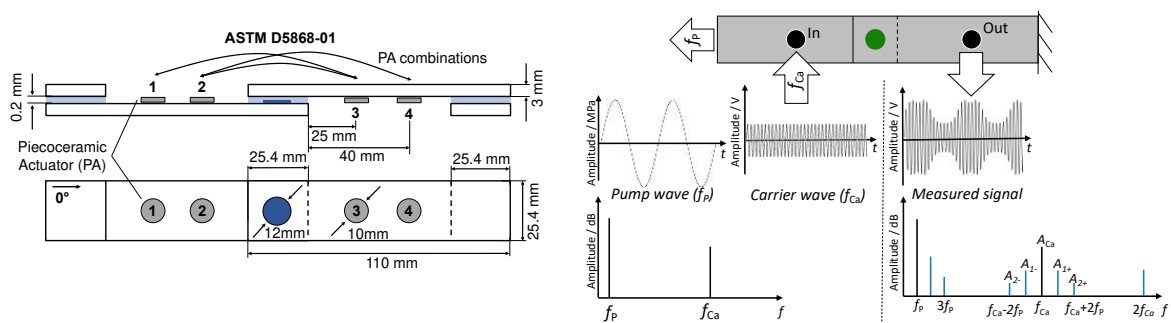 ASTM D5868-01
PA combinations
1
2
3
4
0.2 mm
3 mm
25 mm
40 mm
Piecoceramic
Actuator (PA)
25.4 mm
25.4 mm
0°
1
2
3
4
12mm
10mm
25.4 mm
110 mm
In
Out
fP
fCa
Amplitude / MPa
t
Pump wave (fP)
Amplitude / V
t
Carrier wave (fCa)
Amplitude / V
t
Measured signal
Amplitude / dB
fP
fCa
f
Amplitude / dB
ACa
A2-
A1-
A1+
A2+
fP
3fP
fCa-2fP
fCa
fCa+2fP
2fCa
f